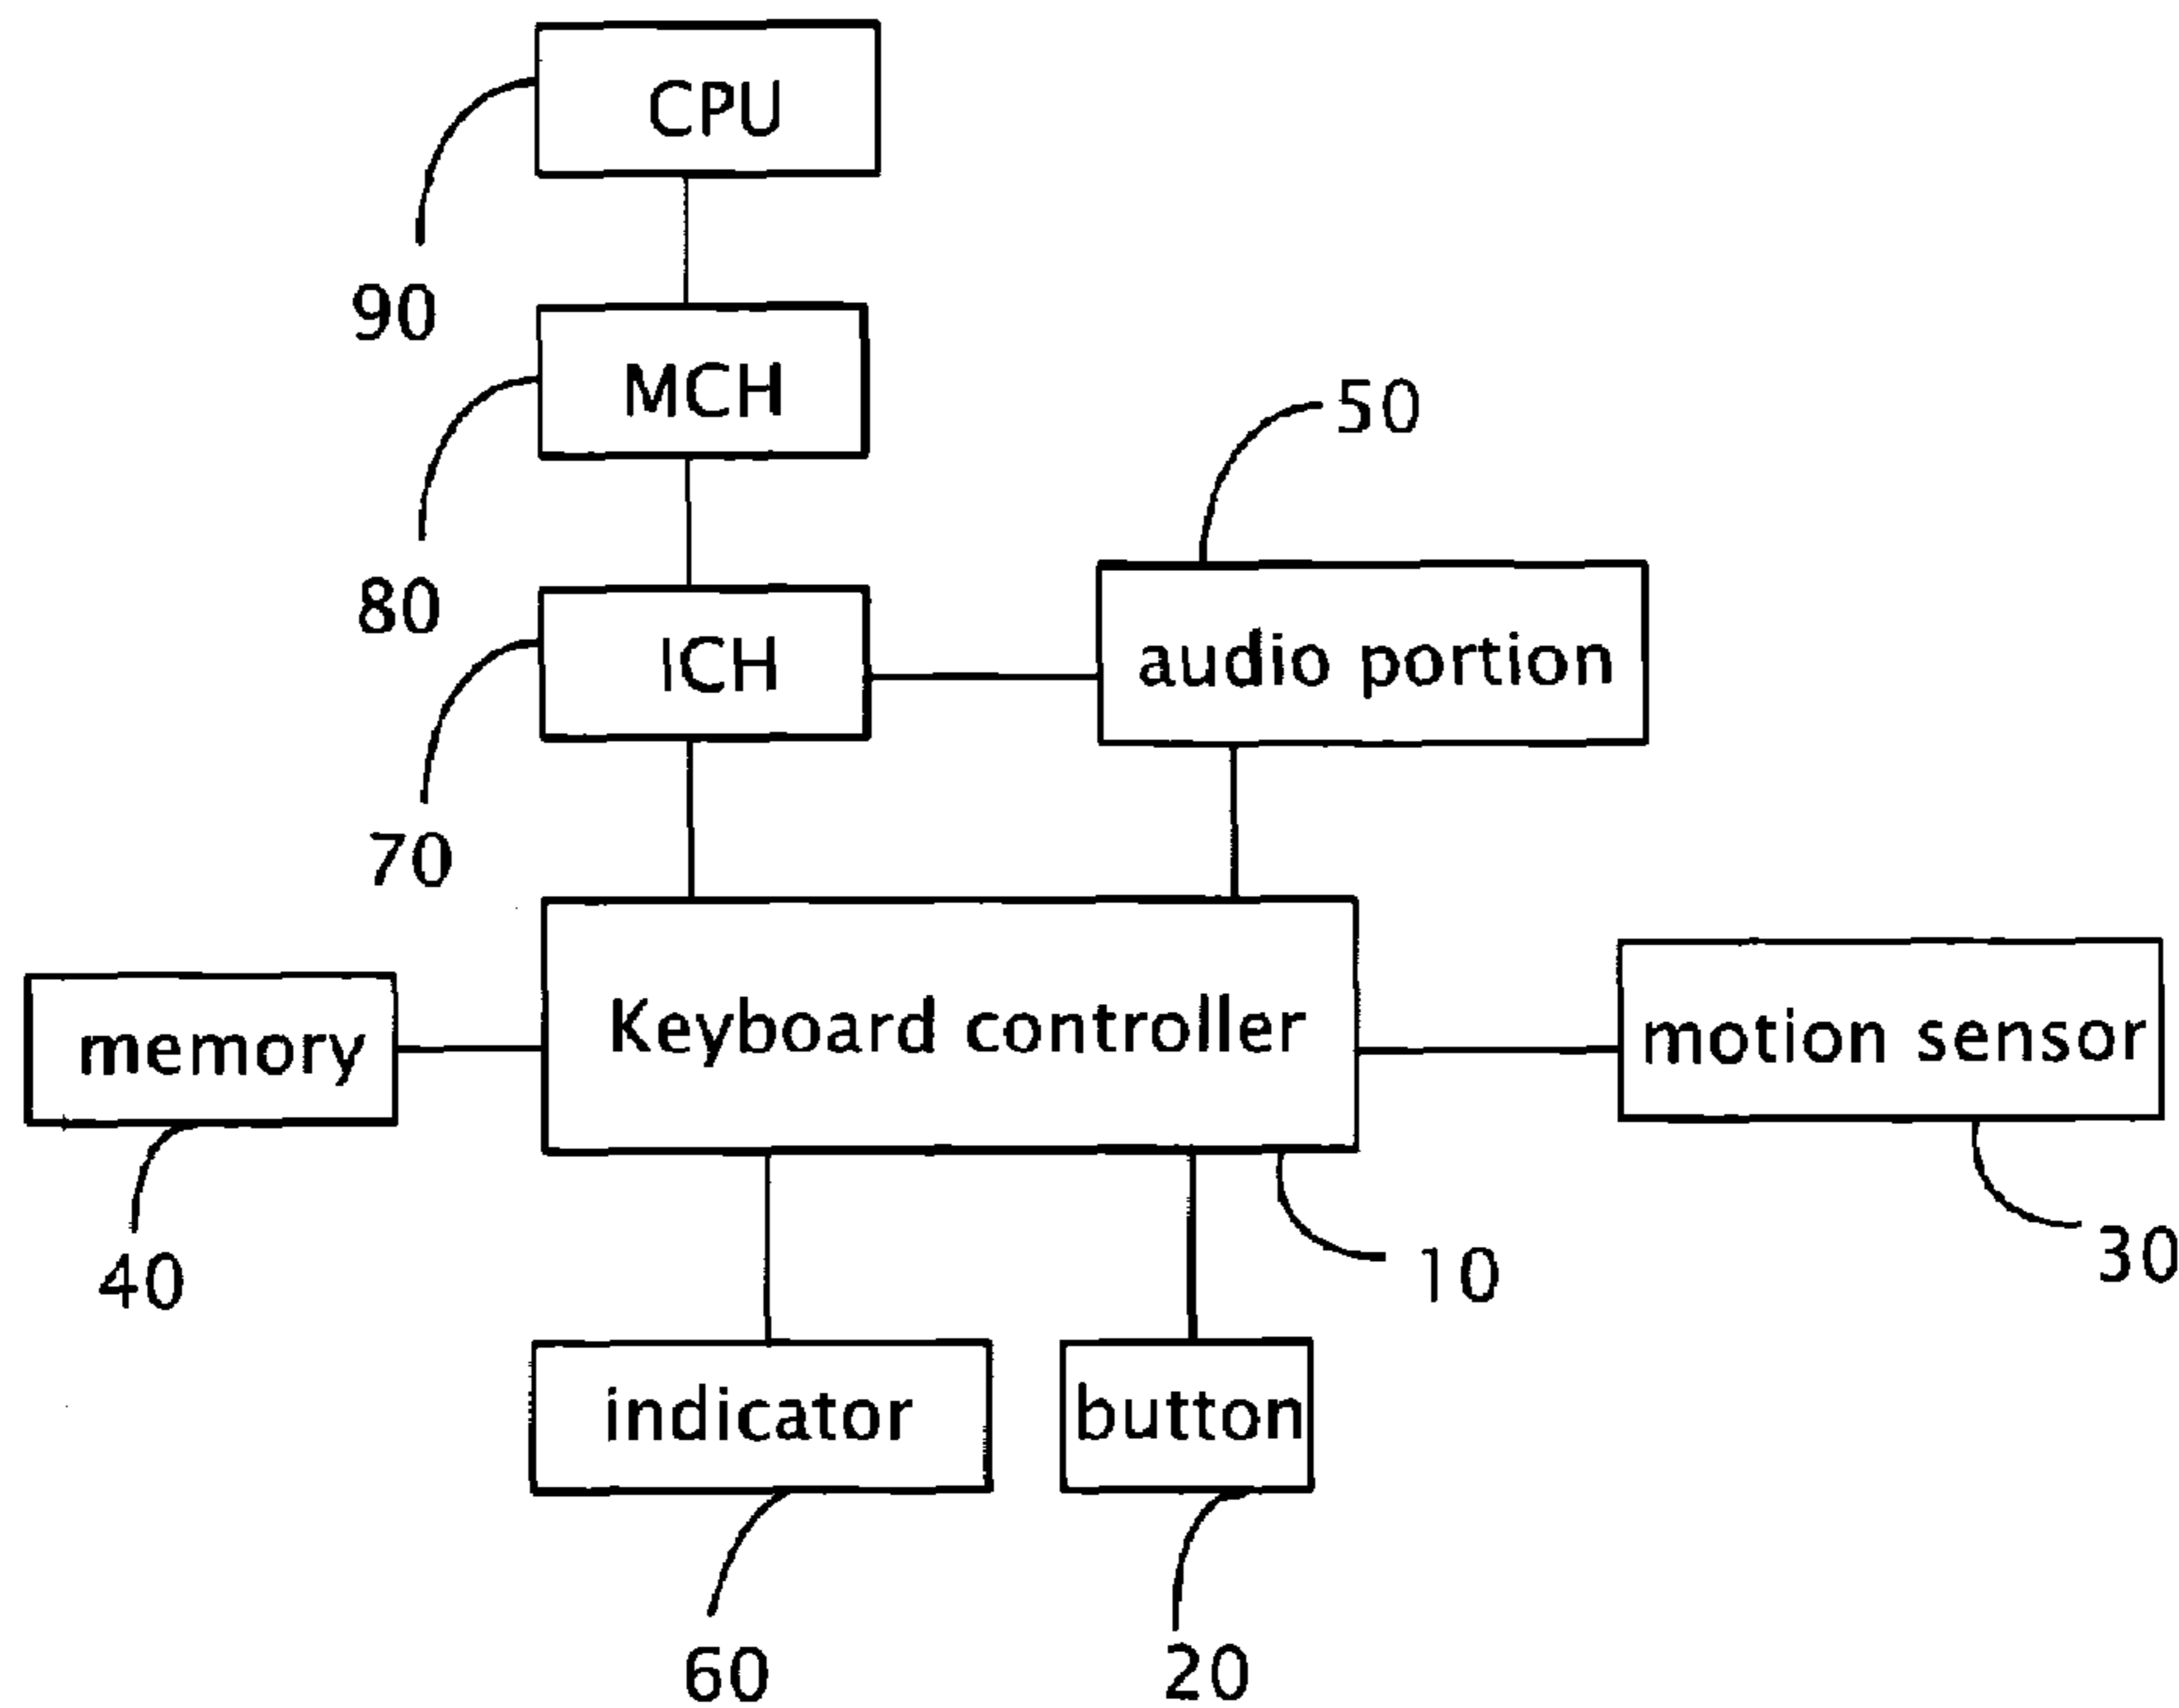 CPU
90
MCH
80
50
ICH
audio portion
70
Keyboard controller
memory
motion sensor
40
10
30
indicator
button
60
20